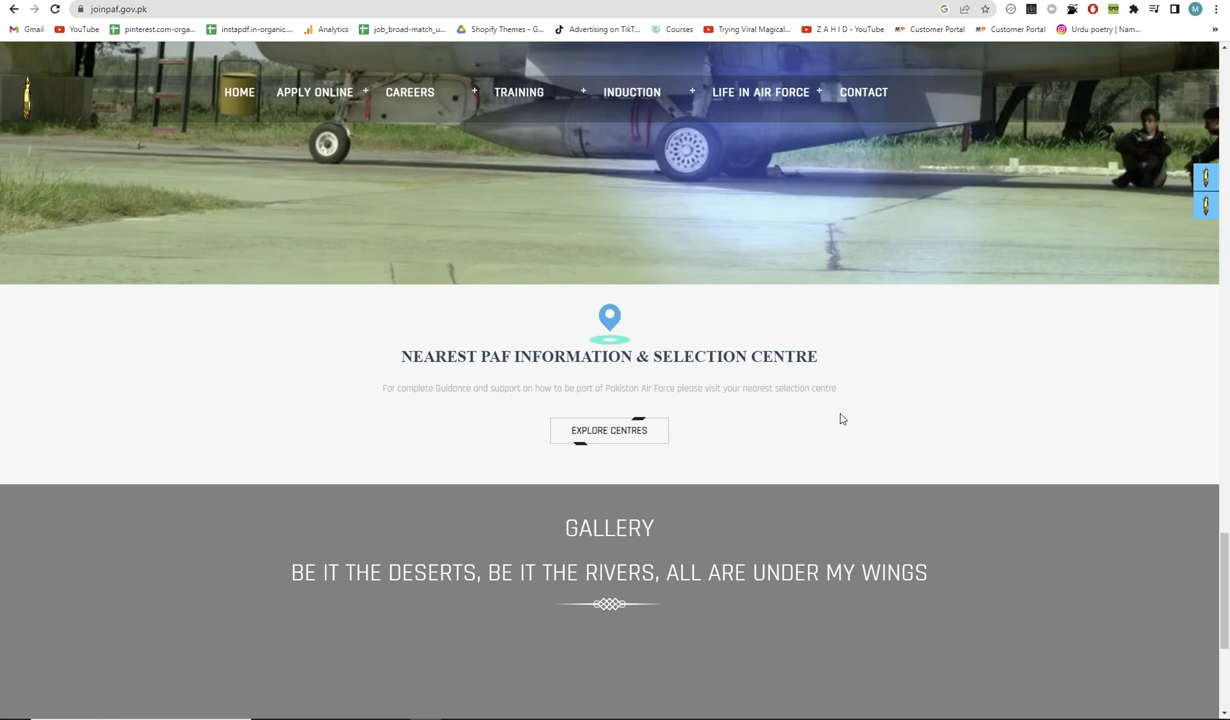 joinpaf.gov.pk
Gmail YouTube pinterest.com-orga... instapdf.in-organic.... Analytics job_broad-match_u... Shopify Themes - G... Advertising on TikT... Courses Trying Viral Magical... Z A H I D - YouTube Customer Portal Customer Portal Urdu poetry | Nam... »
HOME APPLY ONLINE + CAREERS + TRAINING + INDUCTION + LIFE IN AIR FORCE + CONTACT
NEAREST PAF INFORMATION & SELECTION CENTRE
For complete Guidance and support on how to be part of Pakistan Air Force please visit your nearest selection centre
EXPLORE CENTRES
GALLERY
BE IT THE DESERTS, BE IT THE RIVERS, ALL ARE UNDER MY WINGS